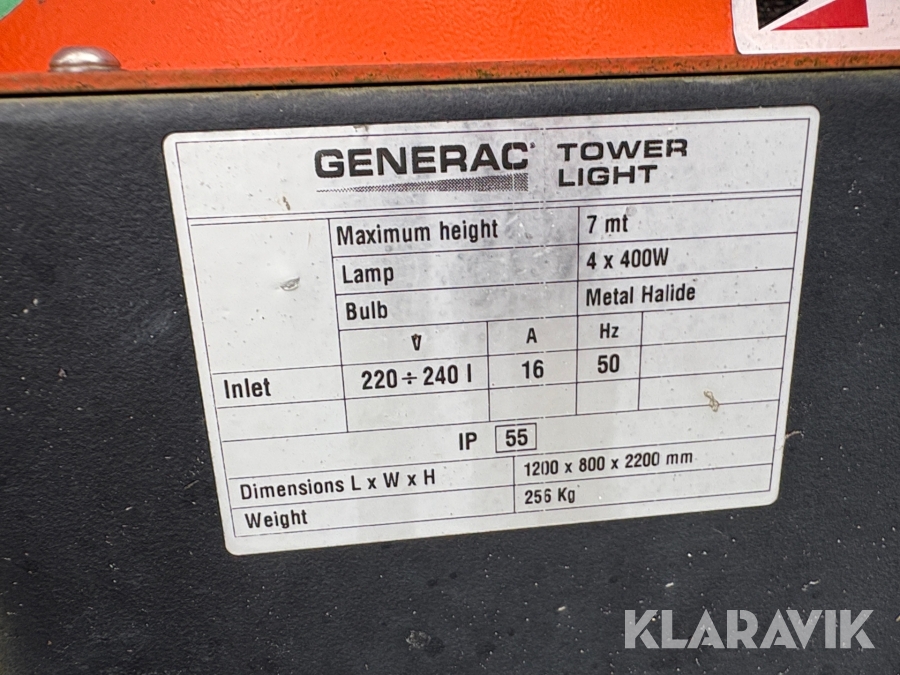 GENERAC TOWER LIGHT
Maximum height 7 mt
Lamp 4 x 400W
Bulb Metal Halide
V A Hz
Inlet 220 ÷ 240 I 16 50
IP 55
Dimensions L x W x H 1200 x 800 x 2200 mm
Weight 256 Kg
KLARAVIK